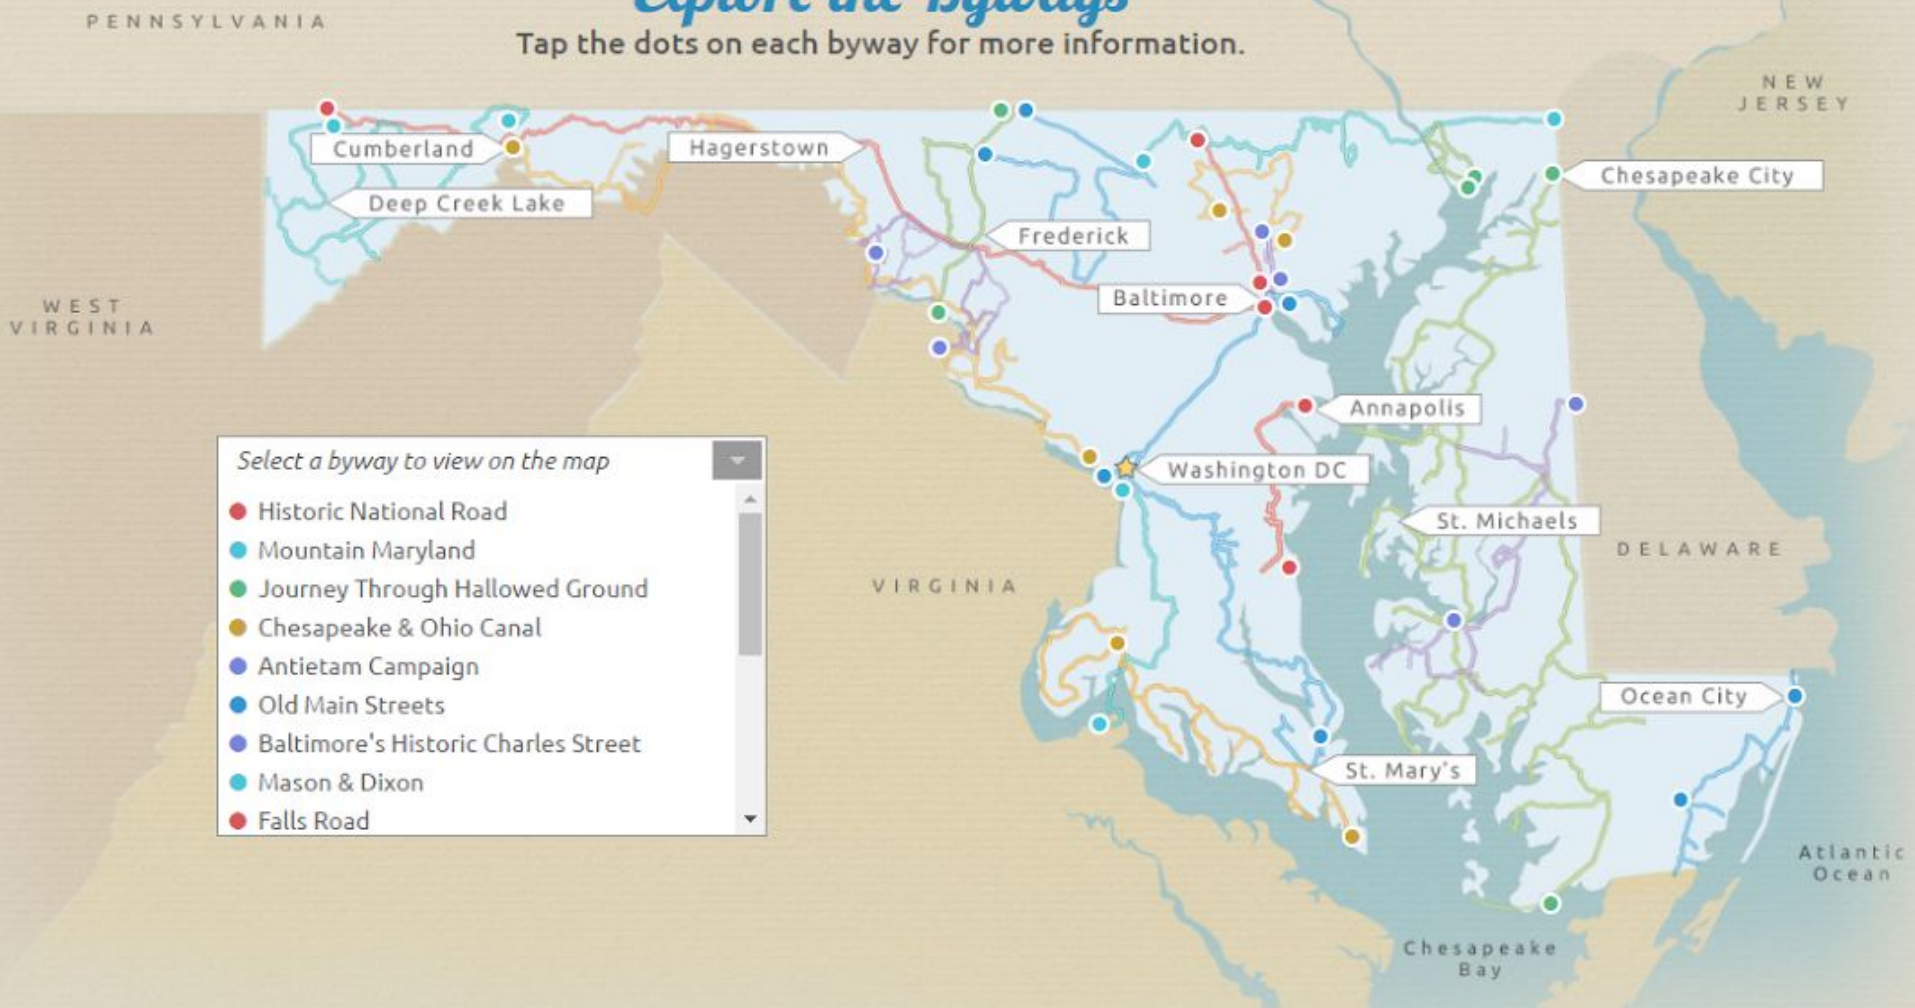 Explore the Byways
PENNSYLVANIA
Tap the dots on each byway for more information.
NEW
JERSEY
Cumberland
Hagerstown
Chesapeake City
Deep Creek Lake
Frederick
WEST
VIRGINIA
Baltimore
Annapolis
Select a byway to view on the map
Washington DC
Historic National Road
St. Michaels
Mountain Maryland
DELAWARE
Journey Through Hallowed Ground
VIRGINIA
Chesapeake & Ohio Canal
Antietam Campaign
Old Main Streets
Ocean City
Baltimore's Historic Charles Street
Mason & Dixon
St. Mary's
Falls Road
Atlantic
Ocean
Chesapeake
Bay